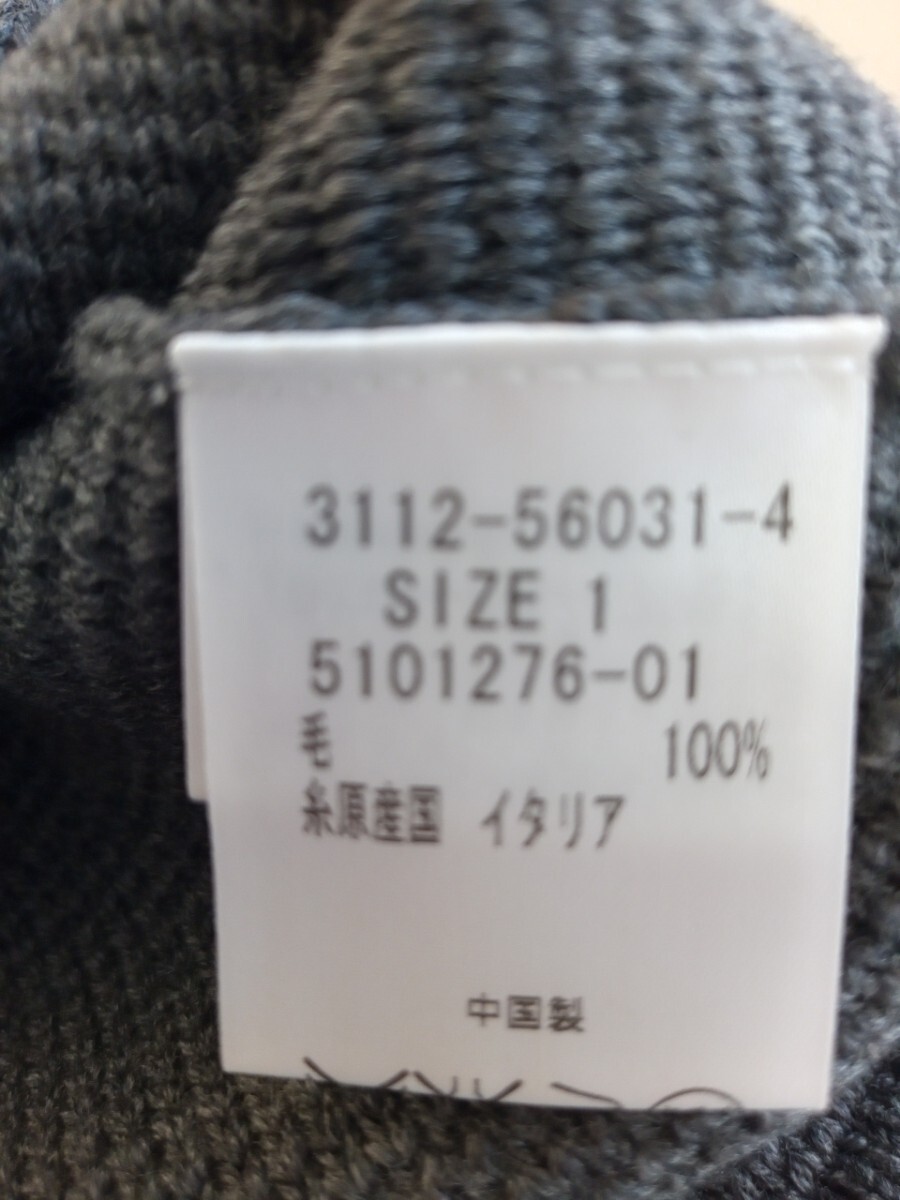 3112-56031-4
SIZE 1
5101276-01
毛 100%
糸原産国 イタリア
中国製